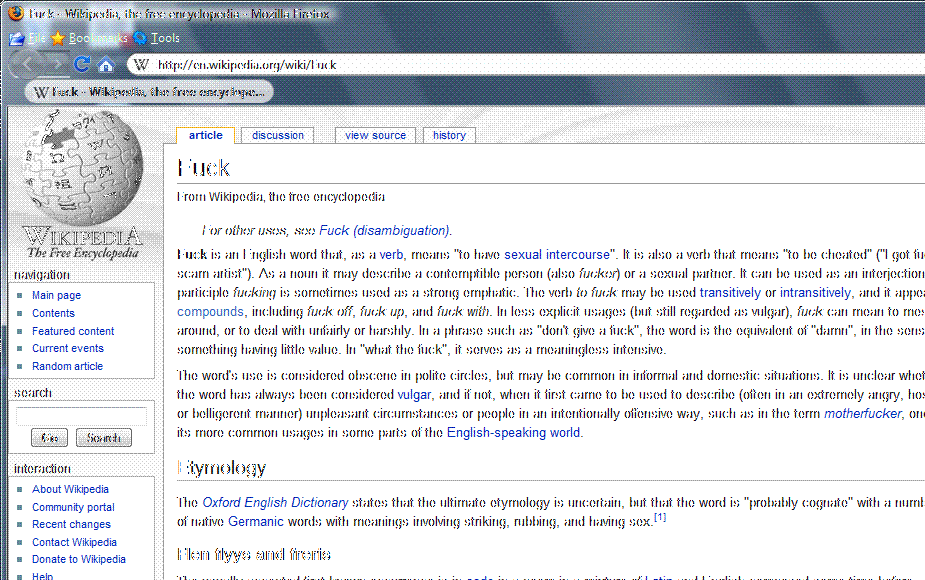 Fuck - Wikipedia, the free encyclopedia - Mozilla Firefox
File Bookmarks Tools
http://en.wikipedia.org/wiki/Fuck
Fuck - Wikipedia, the free encyclope...
article discussion view source history
WIKIPEDIA
The Free Encyclopedia
navigation
Main page
Contents
Featured content
Current events
Random article
search
Go Search
interaction
About Wikipedia
Community portal
Recent changes
Contact Wikipedia
Donate to Wikipedia
Help
Fuck
From Wikipedia, the free encyclopedia
For other uses, see Fuck (disambiguation).
Fuck is an English word that, as a verb, means "to have sexual intercourse". It is also a verb that means "to be cheated" ("I got fu
scam artist"). As a noun it may describe a contemptible person (also fucker) or a sexual partner. It can be used as an interjection
participle fucking is sometimes used as a strong emphatic. The verb to fuck may be used transitively or intransitively, and it appea
compounds, including fuck off, fuck up, and fuck with. In less explicit usages (but still regarded as vulgar), fuck can mean to mes
around, or to deal with unfairly or harshly. In a phrase such as "don't give a fuck", the word is the equivalent of "damn", in the sens
something having little value. In "what the fuck", it serves as a meaningless intensive.
The word's use is considered obscene in polite circles, but may be common in informal and domestic situations. It is unclear whet
the word has always been considered vulgar, and if not, when it first came to be used to describe (often in an extremely angry, hos
or belligerent manner) unpleasant circumstances or people in an intentionally offensive way, such as in the term motherfucker, one
its more common usages in some parts of the English-speaking world.
Etymology
The Oxford English Dictionary states that the ultimate etymology is uncertain, but that the word is "probably cognate" with a numb
of native Germanic words with meanings involving striking, rubbing, and having sex.[1]
Flen flyys and freris